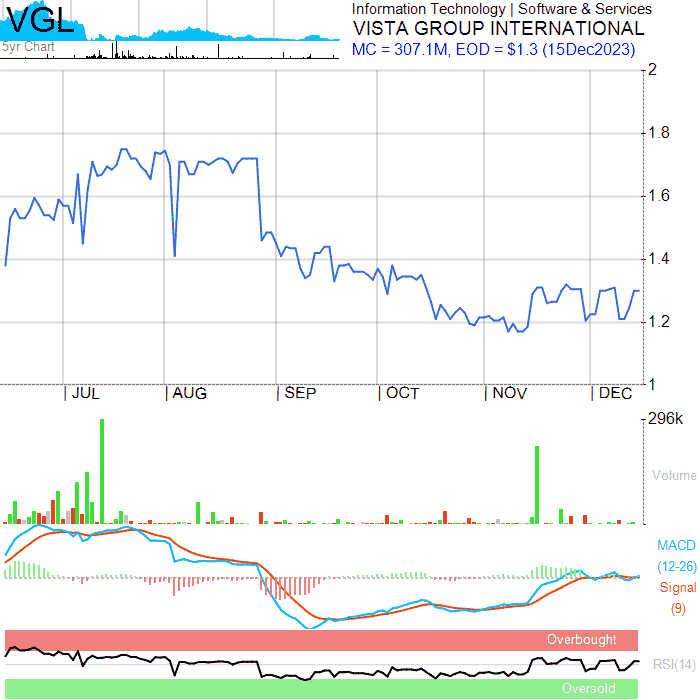 VGL
5yr Chart
Information Technology | Software & Services
VISTA GROUP INTERNATIONAL
MC = 307.1M, EOD = $1.3 (15Dec2023)
2
1.8
1.6
1.4
1.2
1
| JUL | AUG | SEP | OCT | NOV | DEC
296k
Volume
MACD
(12-26)
Signal
(9)
Overbought
RSI(14)
Oversold